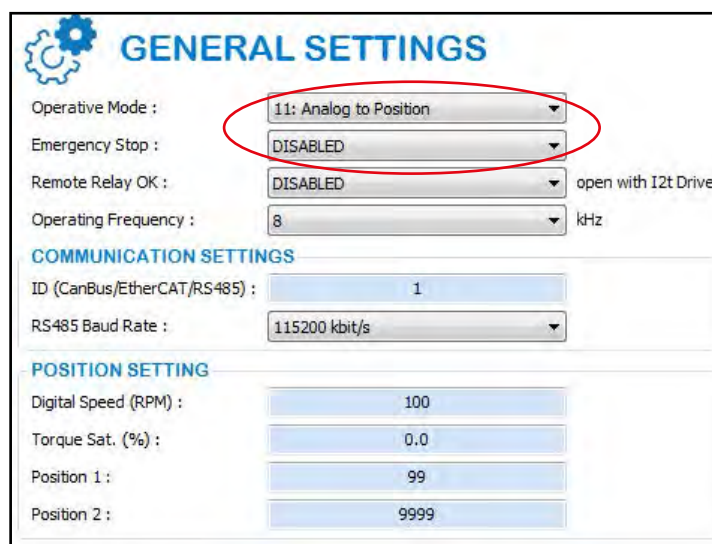 GENERAL SETTINGS
Operative Mode : 11: Analog to Position
Emergency Stop : DISABLED
Remote Relay OK : DISABLED open with I2t Drive
Operating Frequency : 8 kHz
COMMUNICATION SETTINGS
ID (CanBus/EtherCAT/RS485) : 1
RS485 Baud Rate : 115200 kbit/s
POSITION SETTING
Digital Speed (RPM) : 100
Torque Sat. (%) : 0.0
Position 1 : 99
Position 2 : 9999